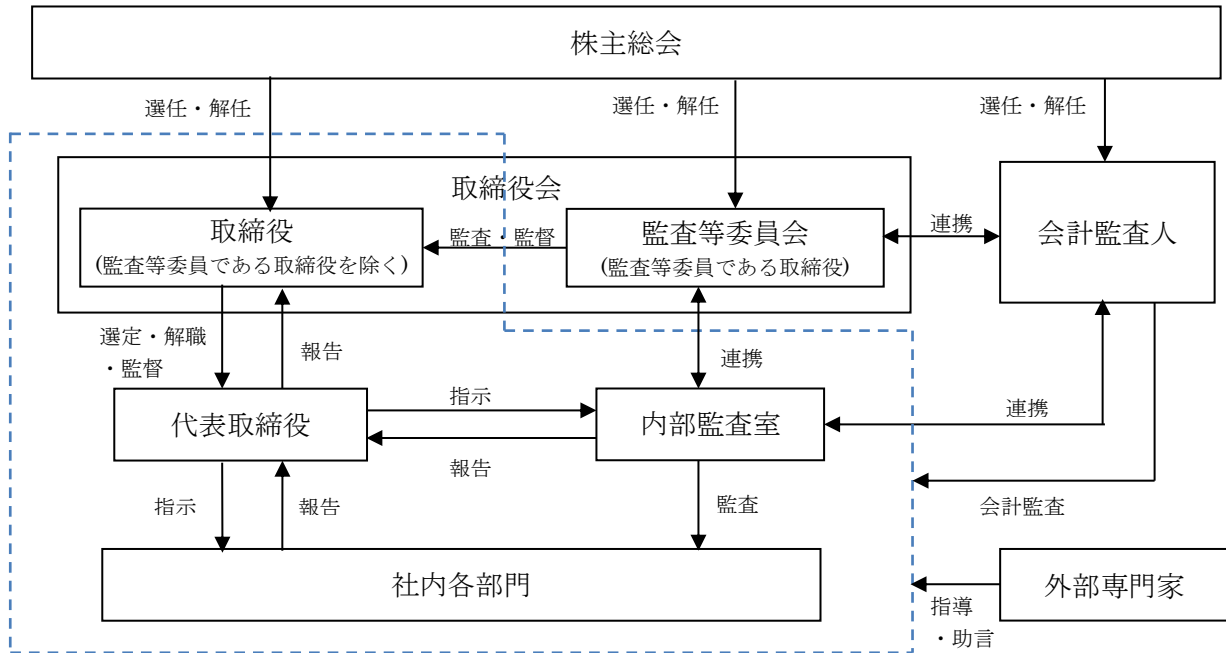 株主総会
選任・解任
選任・解任
選任・解任
取締役会
取締役
(監査等委員である取締役を除く)
監査・監督
監査等委員会
(監査等委員である取締役)
連携
会計監査人
選定・解職
・監督
報告
連携
代表取締役
指示
報告
内部監査室
連携
指示
報告
監査
会計監査
社内各部門
外部専門家
指導
・助言